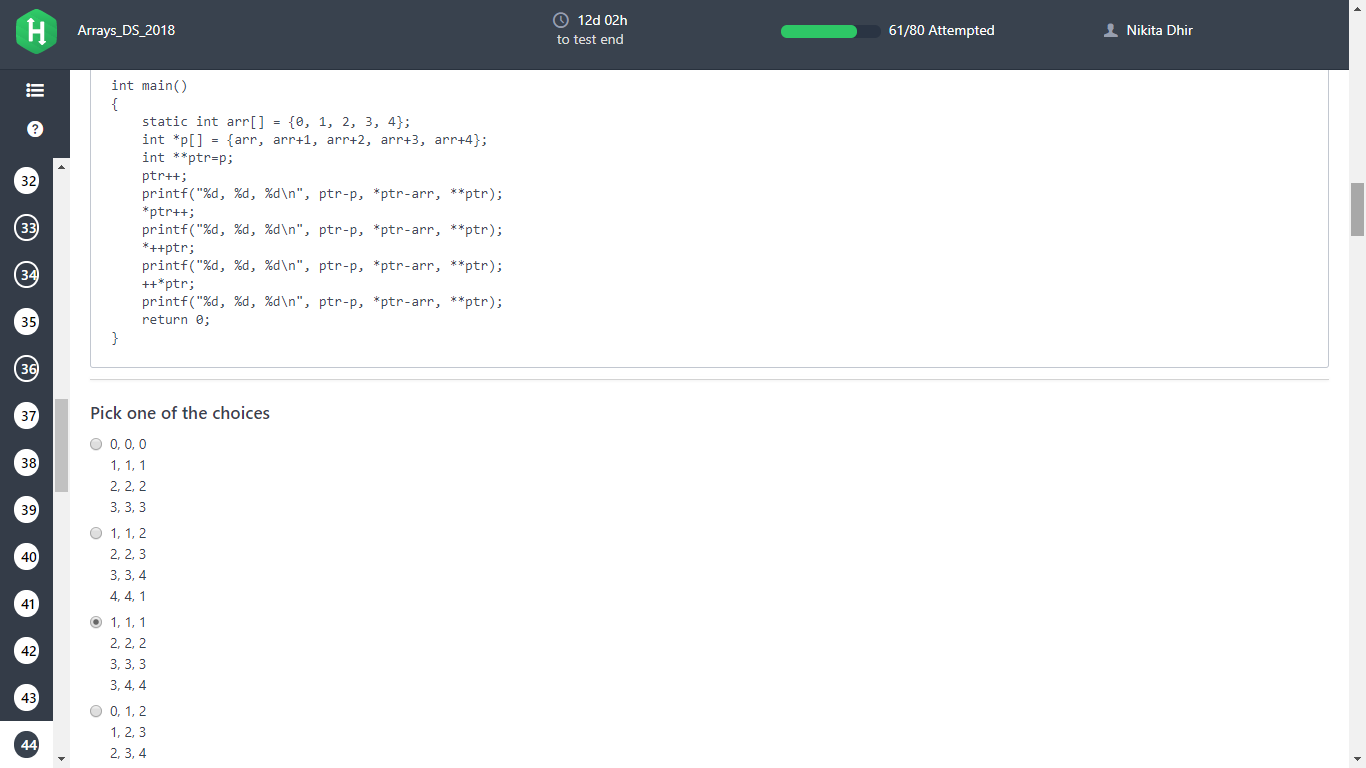 Arrays_DS_2018
12d 02h
to test end
61/80 Attempted
Nikita Dhir
int main()
{
static int arr[] = {0, 1, 2, 3, 4};
int *p[] = {arr, arr+1, arr+2, arr+3, arr+4};
int **ptr=p;
ptr++;
printf("%d, %d, %d\n", ptr-p, *ptr-arr, **ptr);
*ptr++;
printf("%d, %d, %d\n", ptr-p, *ptr-arr, **ptr);
*++ptr;
printf("%d, %d, %d\n", ptr-p, *ptr-arr, **ptr);
++*ptr;
printf("%d, %d, %d\n", ptr-p, *ptr-arr, **ptr);
return 0;
}
?
32
33
34
35
36
37
38
39
40
41
42
43
44
Pick one of the choices
0, 0, 0
1, 1, 1
2, 2, 2
3, 3, 3
1, 1, 2
2, 2, 3
3, 3, 4
4, 4, 1
1, 1, 1
2, 2, 2
3, 3, 3
3, 4, 4
0, 1, 2
1, 2, 3
2, 3, 4